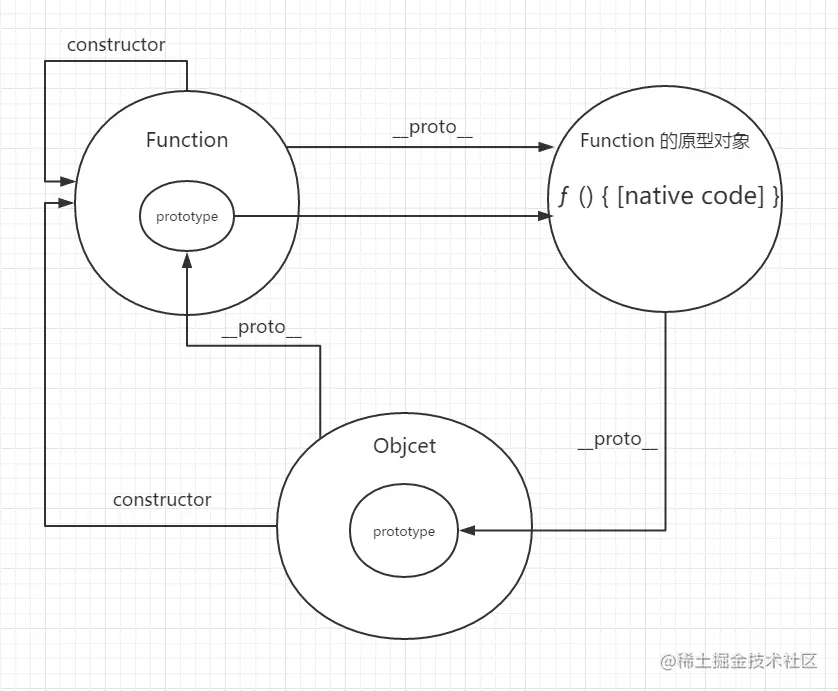 constructor
Function
__proto__
Function 的原型对象
prototype
ƒ () { [native code] }
__proto__
Objcet
__proto__
constructor
prototype
@稀土掘金技术社区